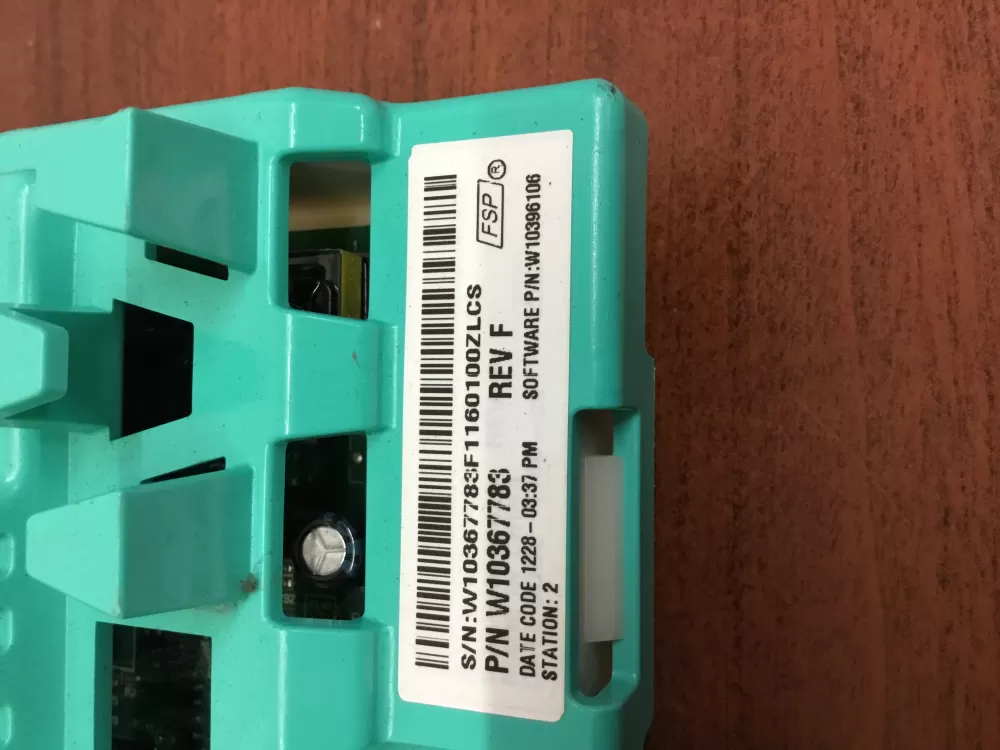 S/N:W10367783F1160100ZLCS
P/N W10367783 REV F
DATE CODE 1228-03:37 PM SOFTWARE P/N:W10396106
STATION: 2
FSP®